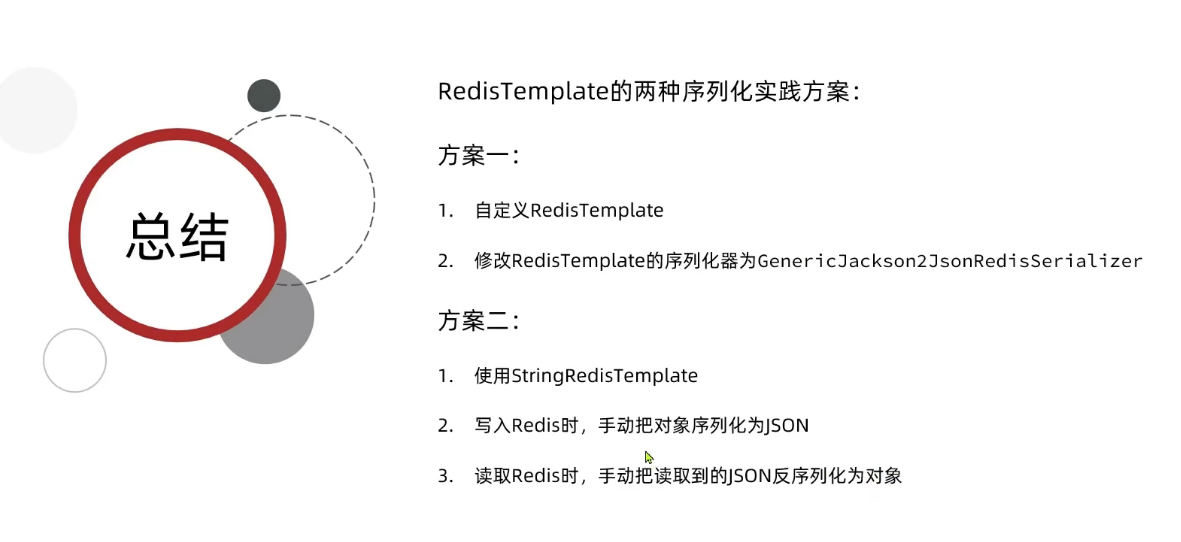 总结
RedisTemplate的两种序列化实践方案：
方案一：
1. 自定义RedisTemplate
2. 修改RedisTemplate的序列化器为GenericJackson2JsonRedisSerializer
方案二：
1. 使用StringRedisTemplate
2. 写入Redis时，手动把对象序列化为JSON
3. 读取Redis时，手动把读取到的JSON反序列化为对象